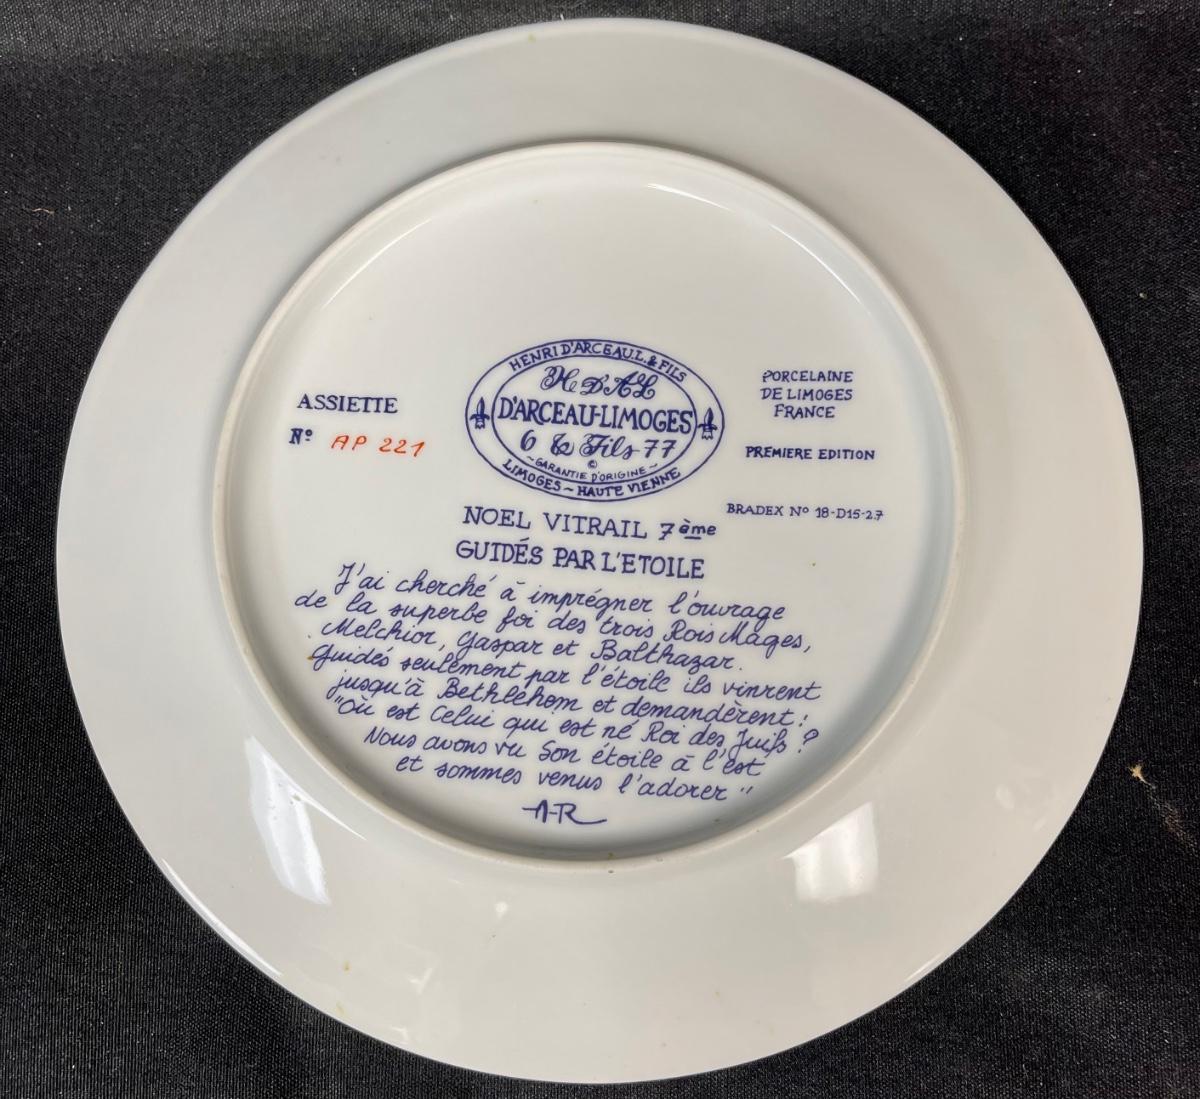 ASSIETTE
Nº AP 221
HENRI D'ARCEAU L. & FILS
H D'A L
D'ARCEAU-LIMOGES
6 & Fils 77
~GARANTIE D'ORIGINE~
©
LIMOGES ~ HAUTE VIENNE
PORCELAINE
DE LIMOGES
FRANCE
PREMIERE EDITION
BRADEX Nº 18-D15-2.7
NOEL VITRAIL 7ème
GUIDÉS PAR L'ETOILE
J'ai cherché à imprégner l'ouvrage
de la superbe foi des trois Rois Mages,
Melchior, Gaspar et Balthazar.
Guidés seulement par l'étoile ils vinrent
jusqu'à Bethléhem et demandèrent :
"Où est Celui qui est né Roi des Juifs ?
Nous avons vu Son étoile à l'est
et sommes venus l'adorer"
A-R